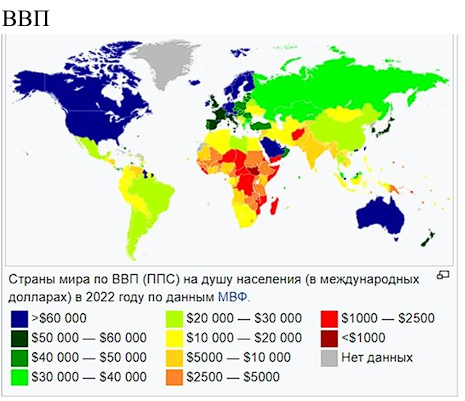 ВВП
Страны мира по ВВП (ППС) на душу населения (в международных
долларах) в 2022 году по данным МВФ.
>$60 000
$50 000 — $60 000
$40 000 — $50 000
$30 000 — $40 000
$20 000 — $30 000
$10 000 — $20 000
$5000 — $10 000
$2500 — $5000
$1000 — $2500
<$1000
Нет данных